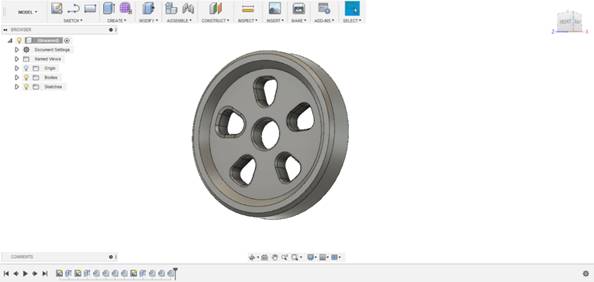 MODEL
SKETCH
CREATE
MODIFY
ASSEMBLE
CONSTRUCT
INSPECT
INSERT
MAKE
ADD-INS
SELECT
BROWSER
(Unsaved)
Document Settings
Named Views
Origin
Bodies
Sketches
FRONT
Z
X
COMMENTS